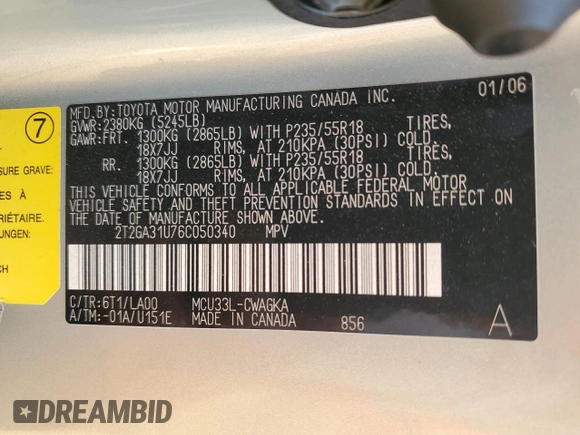 MFD.BY:TOYOTA MOTOR MANUFACTURING CANADA INC. 01/06
GVWR:2380KG (5245LB)
GAWR:FRT. 1300KG (2865LB) WITH P235/55R18 TIRES,
18X7JJ RIMS, AT 210KPA (30PSI) COLD.
RR. 1300KG (2865LB) WITH P235/55R18 TIRES,
18X7JJ RIMS, AT 210KPA (30PSI) COLD.
THIS VEHICLE CONFORMS TO ALL APPLICABLE FEDERAL MOTOR
VEHICLE SAFETY AND THEFT PREVENTION STANDARDS IN EFFECT ON
THE DATE OF MANUFACTURE SHOWN ABOVE.
2T2GA31U76C050340 MPV
C/TR:6T1/LA00 MCU33L-CWAGKA
A/TM:-01A/U151E MADE IN CANADA 856 A
7
SURE GRAVE:
ES À
RIÉTAIRE.
UNGEN:
CH
DREAMBID